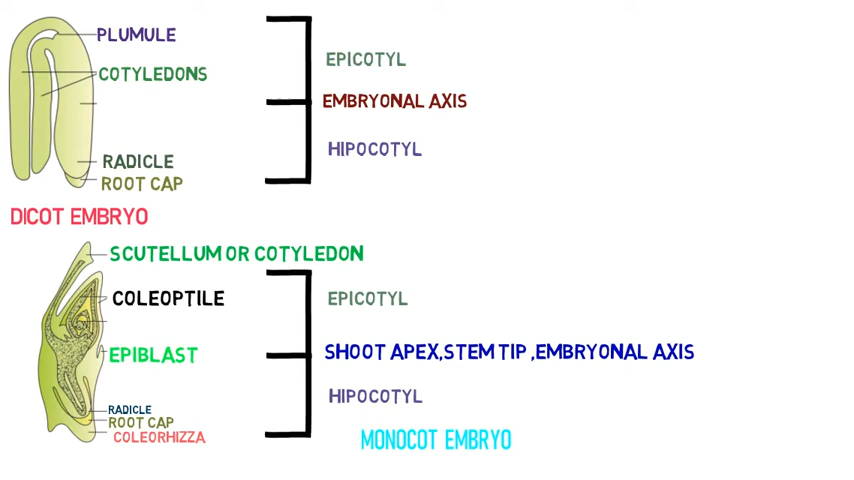 PLUMULE
EPICOTYL
COTYLEDONS
EMBRYONAL AXIS
HIPOCOTYL
RADICLE
ROOT CAP
DICOT EMBRYO
SCUTELLUM OR COTYLEDON
COLEOPTILE
EPICOTYL
EPIBLAST
SHOOT APEX,STEM TIP ,EMBRYONAL AXIS
HIPOCOTYL
RADICLE
ROOT CAP
COLEORHIZZA
MONOCOT EMBRYO